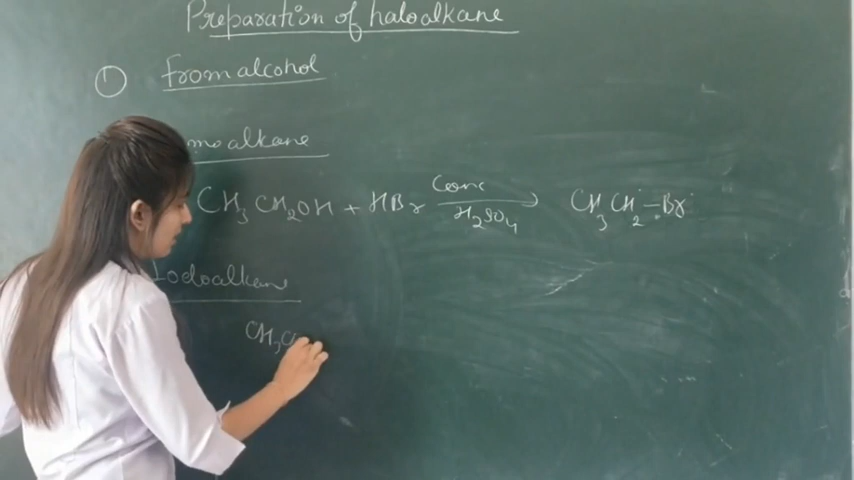 Preparation of haloalkane
① From alcohol
moalkane
CH₃CH₂OH + HBr Conc H₂SO₄ → CH₃CH₂-Br
Iodoalkane
CH₃C